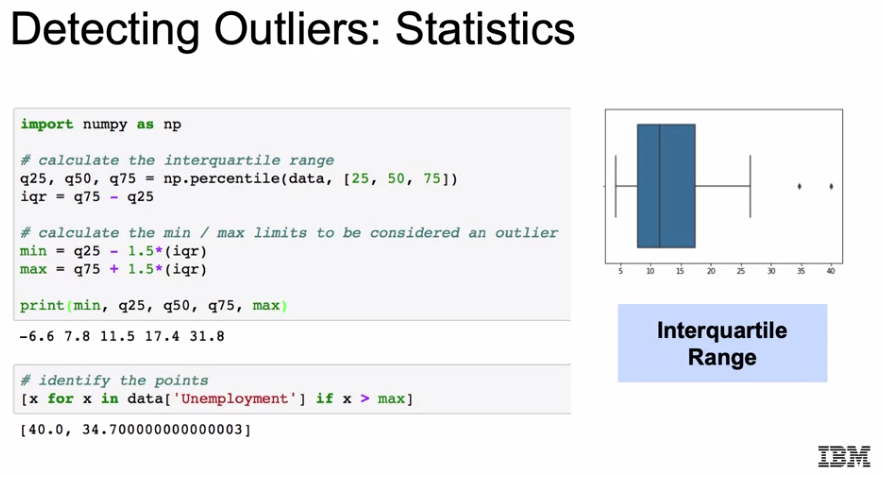 Detecting Outliers: Statistics
import numpy as np
# calculate the interquartile range
q25, q50, q75 = np.percentile(data, [25, 50, 75])
iqr = q75 - q25
# calculate the min / max limits to be considered an outlier
min = q25 - 1.5*(iqr)
max = q75 + 1.5*(iqr)
print(min, q25, q50, q75, max)
-6.6 7.8 11.5 17.4 31.8
# identify the points
[x for x in data['Unemployment'] if x > max]
[40.0, 34.700000000000003]
5 10 15 20 25 30 35 40
Interquartile
Range
IBM